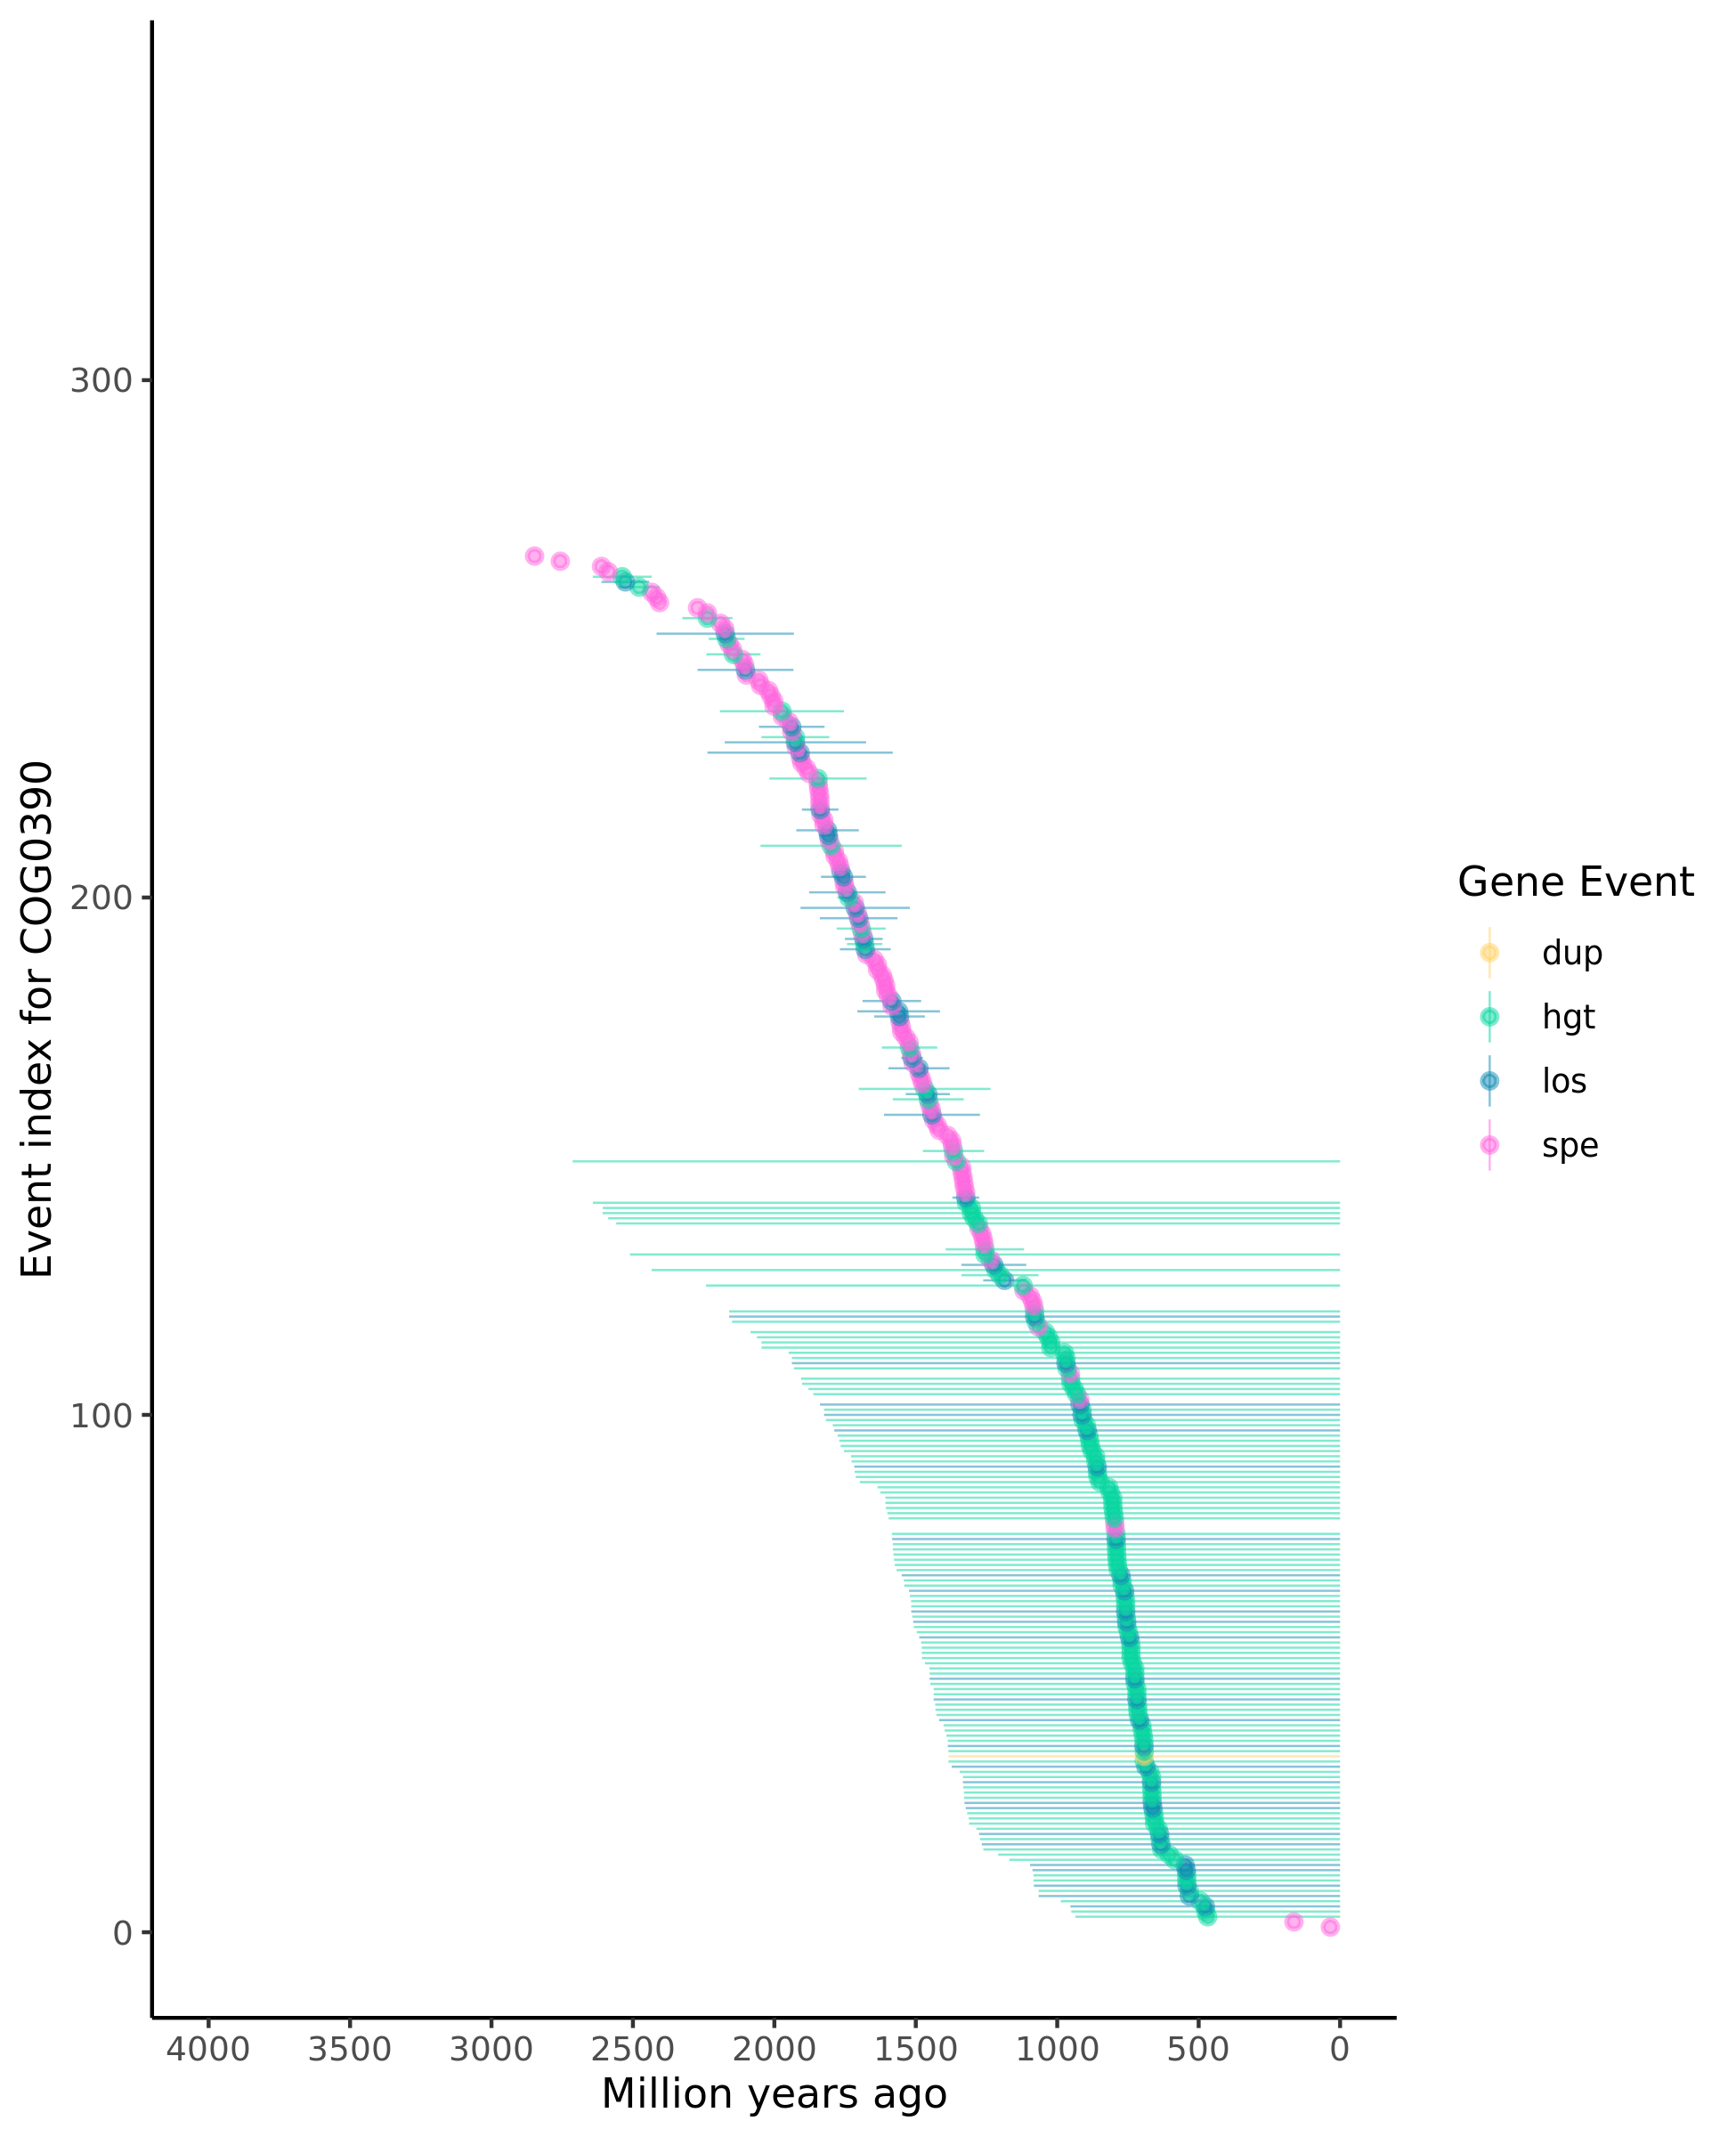 Event index for COG0390
300
200
100
0
4000 3500 3000 2500 2000 1500 1000 500 0
Million years ago
Gene Event
dup
hgt
los
spe